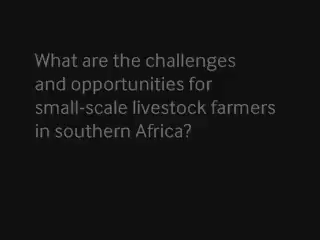 What are the challenges
and opportunities for
small-scale livestock farmers
in southern Africa?